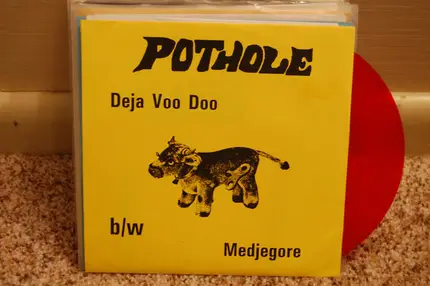 POTHOLE
Deja Voo Doo
b/w
Medjegore